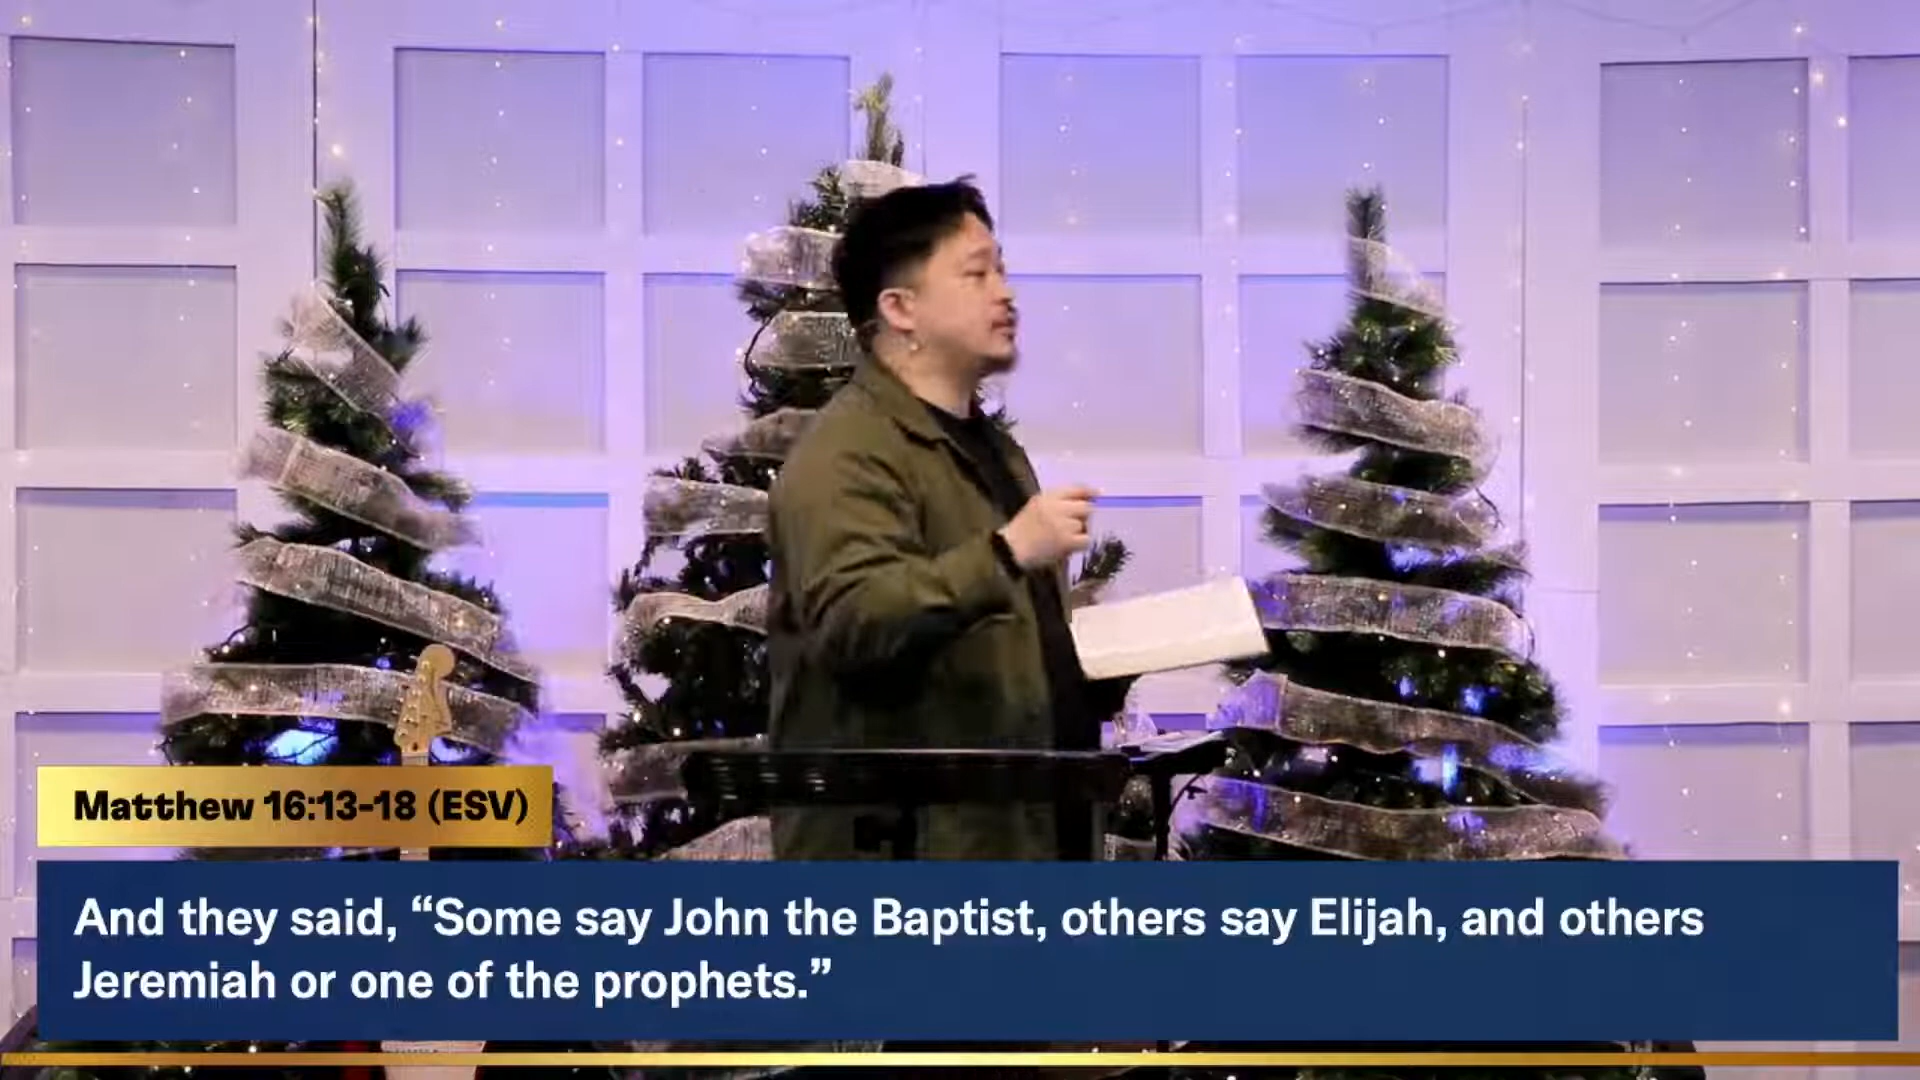 Matthew 16:13-18 (ESV)
And they said, “Some say John the Baptist, others say Elijah, and others
Jeremiah or one of the prophets.”